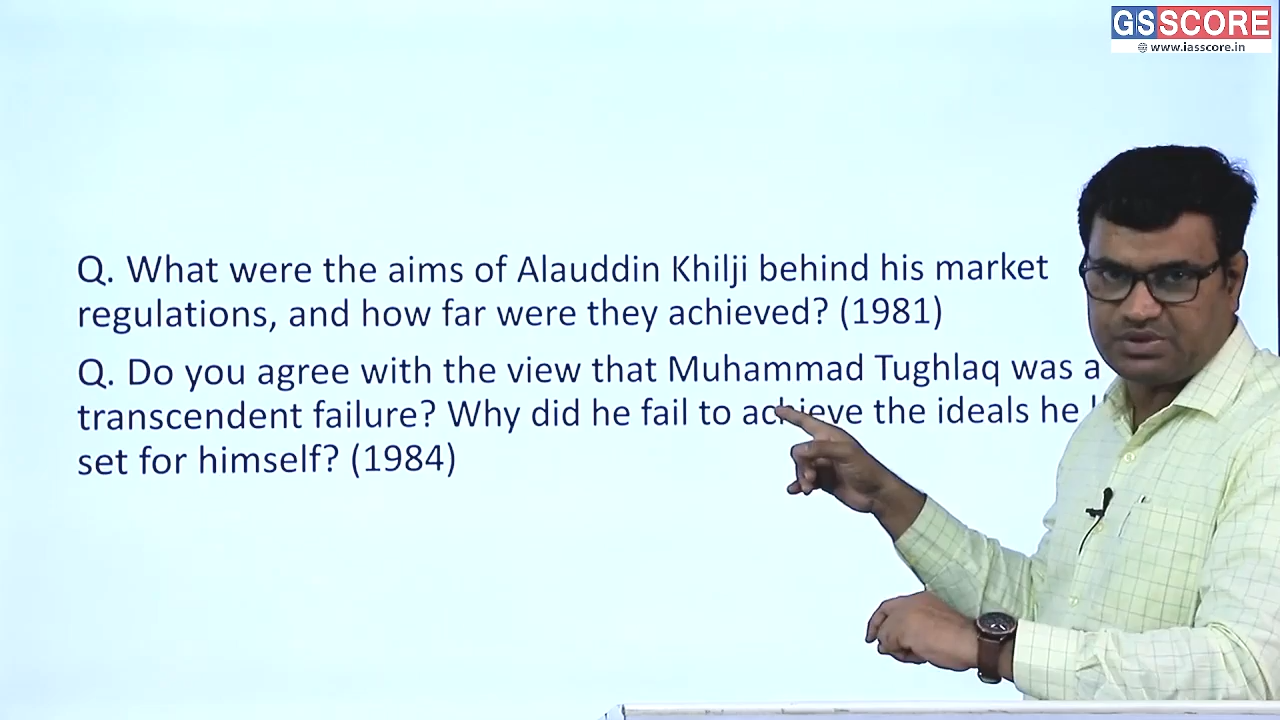 GSSCORE
www.iasscore.in
Q. What were the aims of Alauddin Khilji behind his market
regulations, and how far were they achieved? (1981)
Q. Do you agree with the view that Muhammad Tughlaq was a
transcendent failure? Why did he fail to achieve the ideals he
set for himself? (1984)